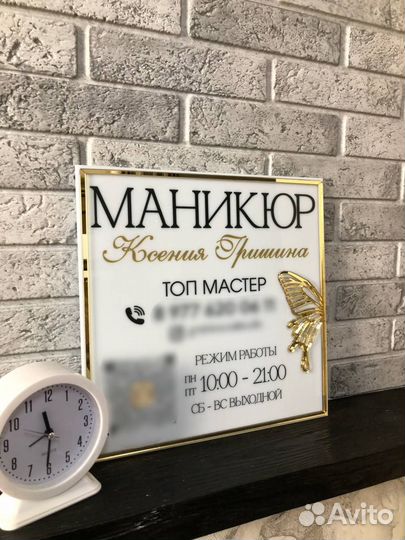 МАНИКЮР
Ксения Гришина
ТОП МАСТЕР
РЕЖИМ РАБОТЫ
ПН ПТ 10:00 - 21:00
СБ - ВС ВЫХОДНОЙ
Avito